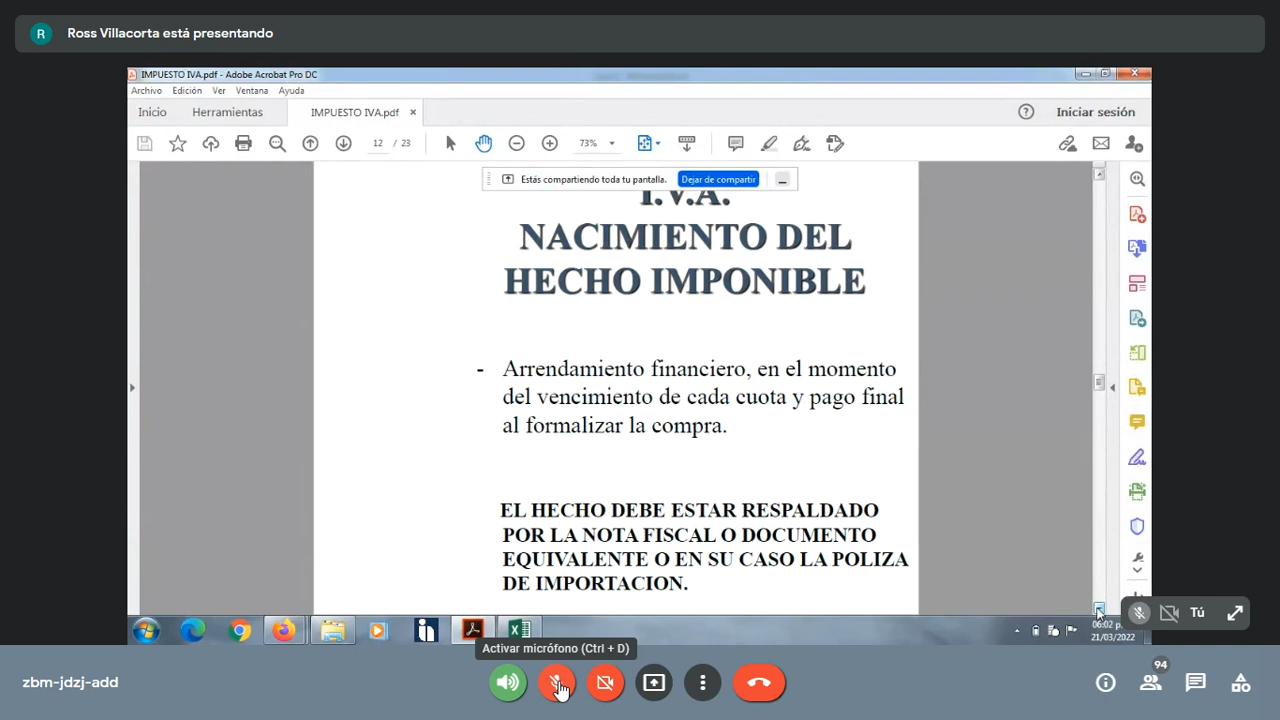 R Ross Villacorta está presentando
IMPUESTO IVA.pdf - Adobe Acrobat Pro DC
Archivo Edición Ver Ventana Ayuda
Inicio Herramientas IMPUESTO IVA.pdf × Iniciar sesión
12 / 23 73%
Estás compartiendo toda tu pantalla. Dejar de compartir
I.V.A.
NACIMIENTO DEL
HECHO IMPONIBLE
- Arrendamiento financiero, en el momento
del vencimiento de cada cuota y pago final
al formalizar la compra.
EL HECHO DEBE ESTAR RESPALDADO
POR LA NOTA FISCAL O DOCUMENTO
EQUIVALENTE O EN SU CASO LA POLIZA
DE IMPORTACION.
Tú
06:02 p
21/03/2022
Activar micrófono (Ctrl + D)
zbm-jdzj-add
94